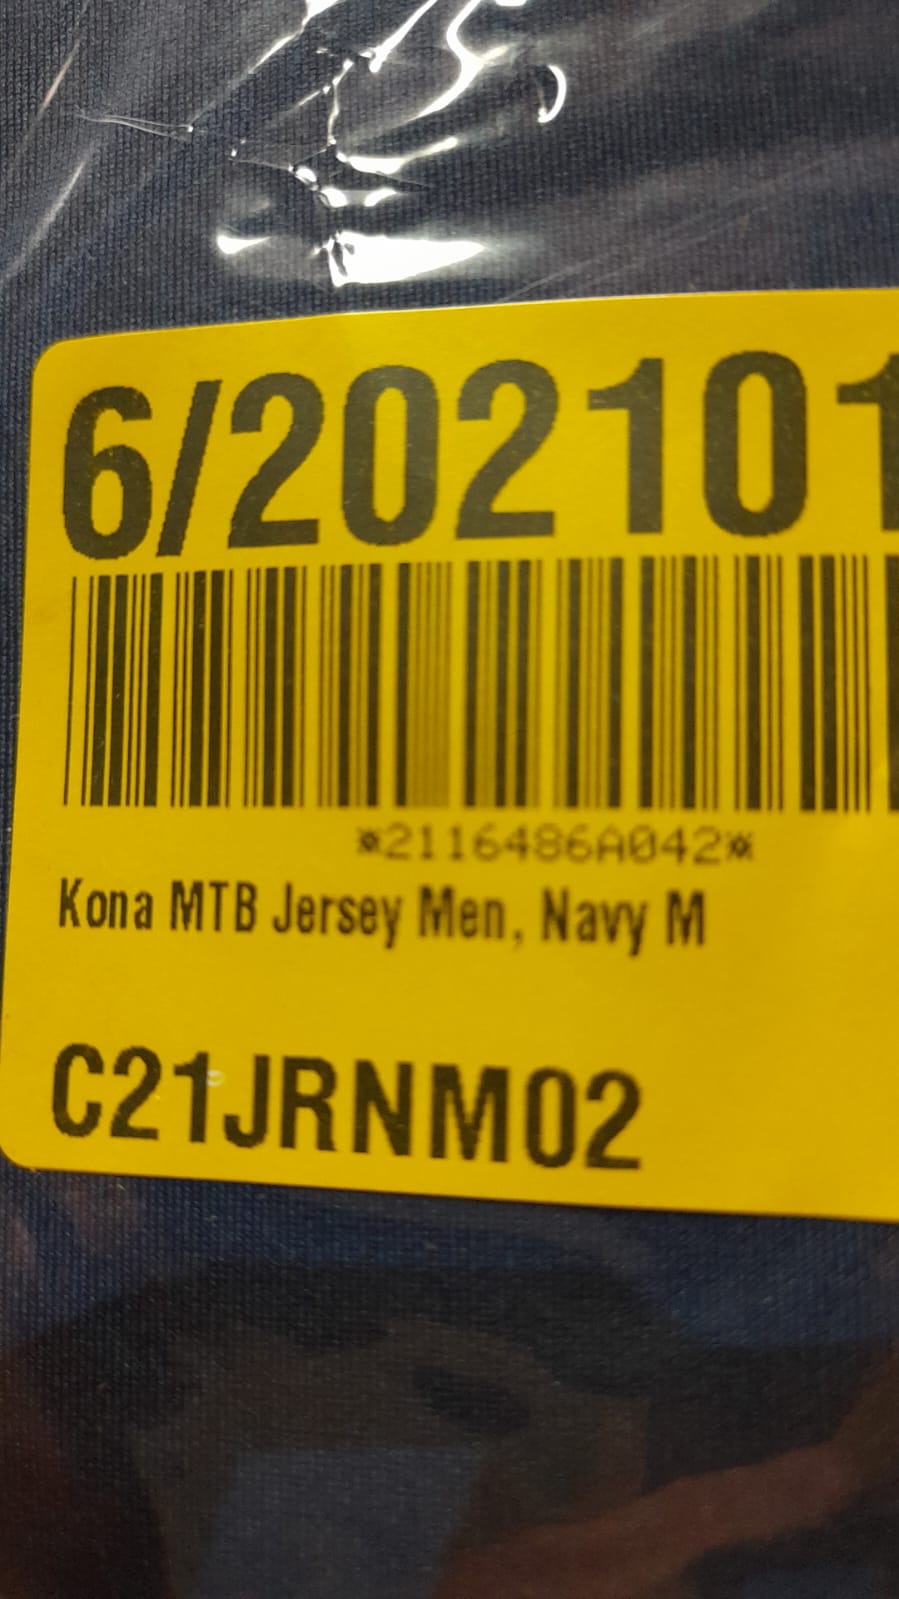 6/202101
*2116486A042*
Kona MTB Jersey Men, Navy M
C21JRNM02